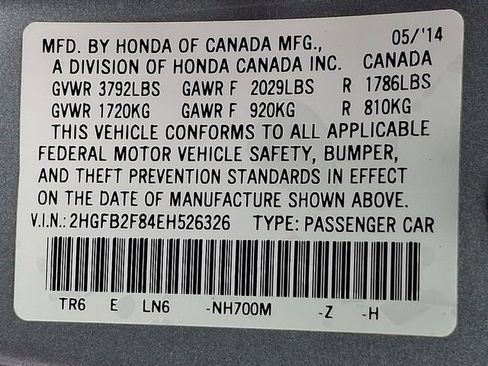 MFD. BY HONDA OF CANADA MFG., 05/'14
A DIVISION OF HONDA CANADA INC. CANADA
GVWR 3792LBS GAWR F 2029LBS R 1786LBS
GVWR 1720KG GAWR F 920KG R 810KG
THIS VEHICLE CONFORMS TO ALL APPLICABLE
FEDERAL MOTOR VEHICLE SAFETY, BUMPER,
AND THEFT PREVENTION STANDARDS IN EFFECT
ON THE DATE OF MANUFACTURE SHOWN ABOVE.
V.I.N.: 2HGFB2F84EH526326 TYPE: PASSENGER CAR
TR6 E LN6 -NH700M -Z -H